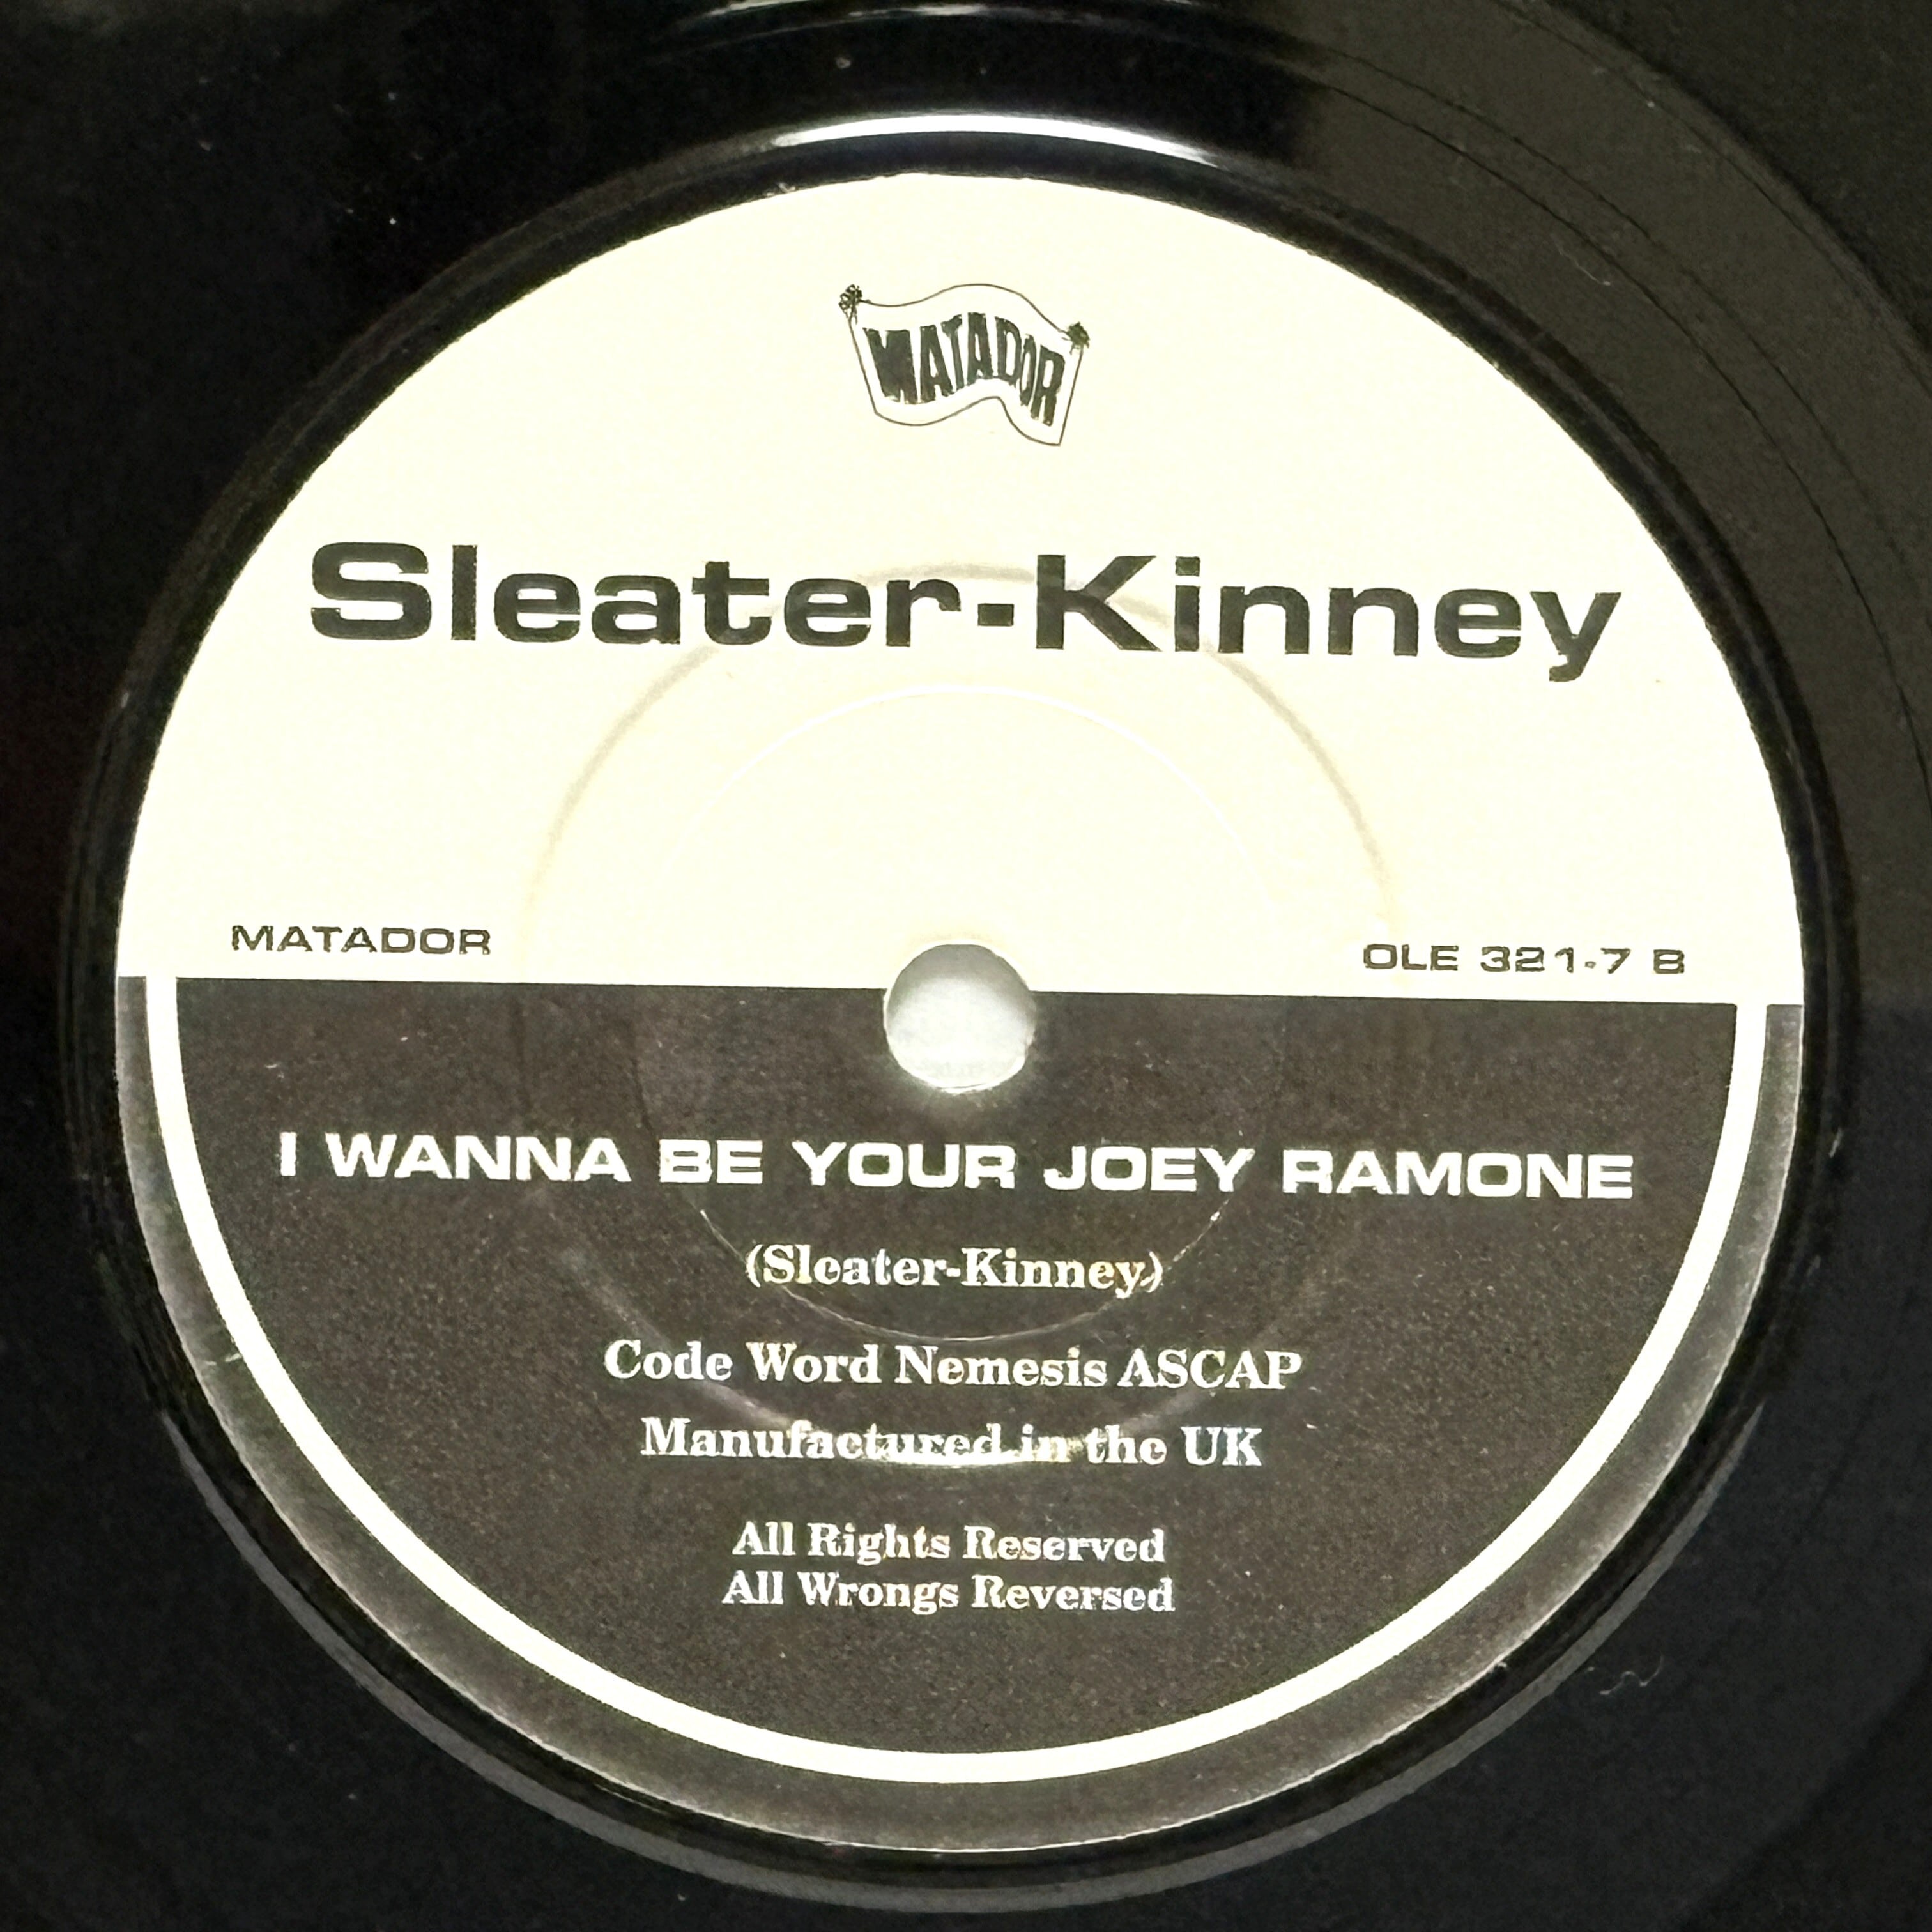 MATADOR
Sleater-Kinney
MATADOR OLE 321-7 B
I WANNA BE YOUR JOEY RAMONE
(Sleater-Kinney)
Code Word Nemesis ASCAP
Manufactured in the UK
All Rights Reserved
All Wrongs Reversed